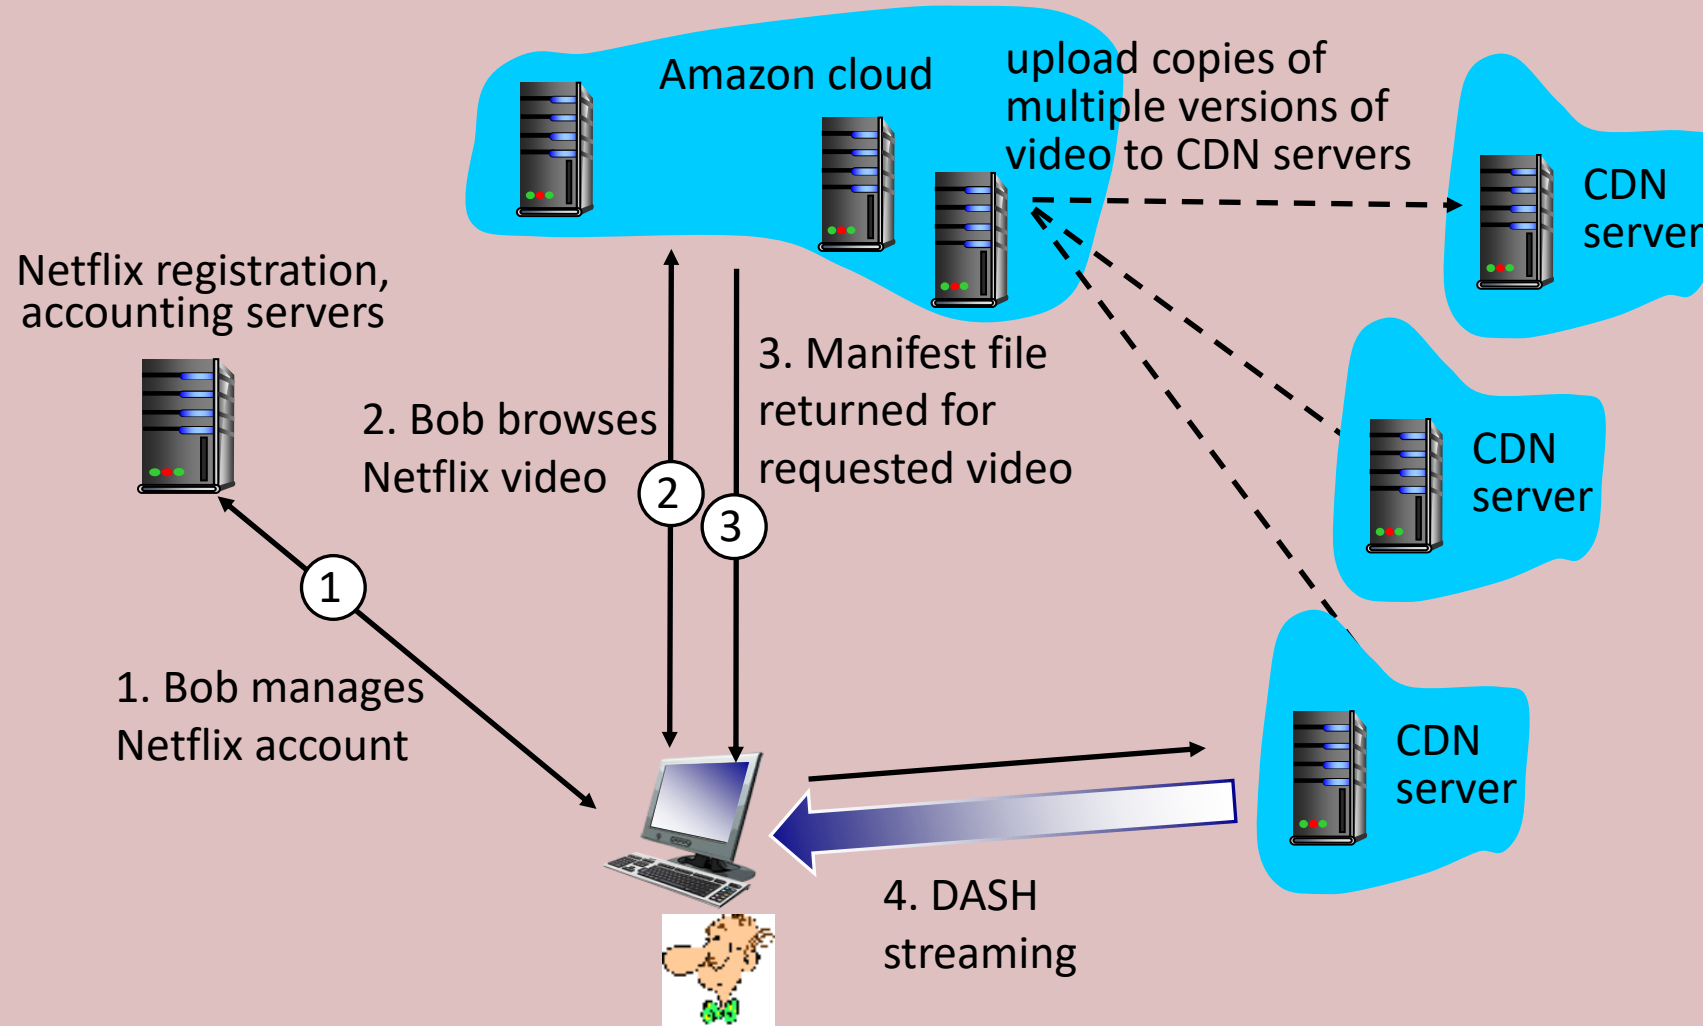 Amazon cloud
upload copies of
multiple versions of
video to CDN servers
CDN
server
Netflix registration,
accounting servers
3. Manifest file
returned for
requested video
2. Bob browses
Netflix video
CDN
server
2
3
1
1. Bob manages
Netflix account
CDN
server
4. DASH
streaming